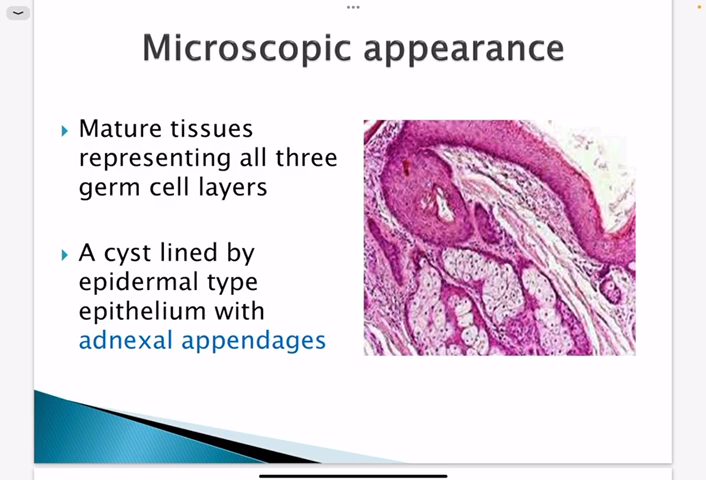 Microscopic appearance
Mature tissues
representing all three
germ cell layers
A cyst lined by
epidermal type
epithelium with
adnexal appendages